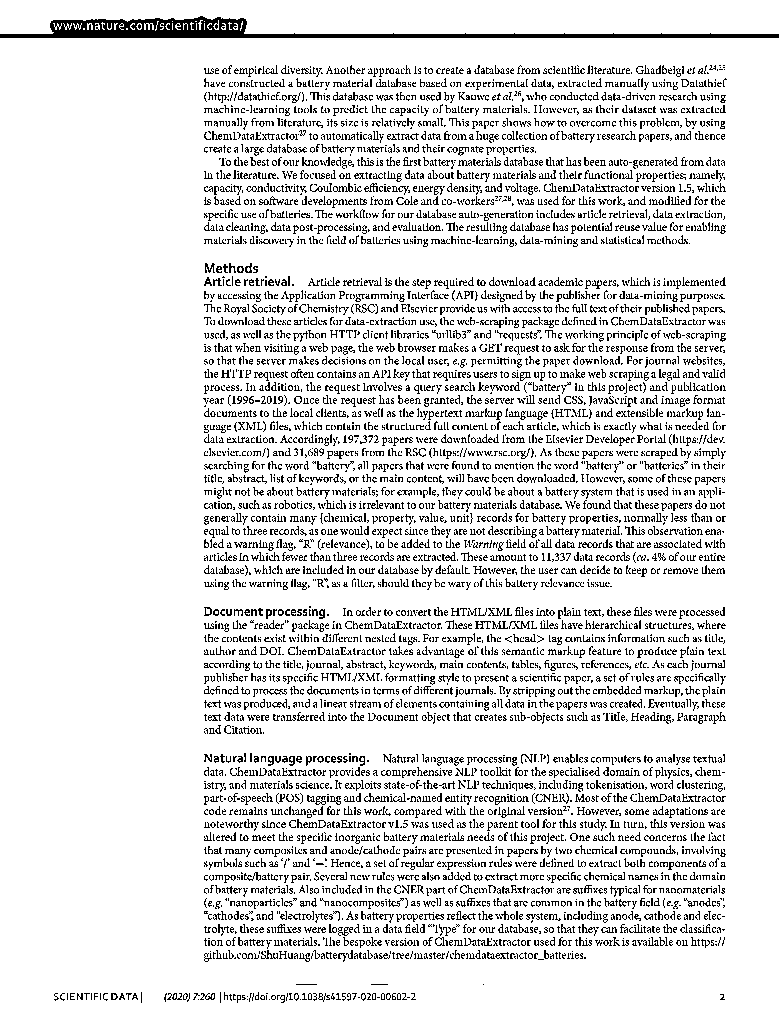 www.nature.com/scientificdata/
use of empirical diversity. Another approach is to create a database from scientific literature. Ghadbeigi et al.24,25
have constructed a battery material database based on experimental data, extracted manually using Datathief
(http://datathief.org/). This database was then used by Kauwe et al.26, who conducted data-driven research using
machine-learning tools to predict the capacity of battery materials. However, as their dataset was extracted
manually from literature, its size is relatively small. This paper shows how to overcome this problem, by using
ChemDataExtractor27 to automatically extract data from a huge collection of battery research papers, and thence
create a large database of battery materials and their cognate properties.
To the best of our knowledge, this is the first battery materials database that has been auto-generated from data
in the literature. We focused on extracting data about battery materials and their functional properties; namely,
capacity, conductivity, Coulombic efficiency, energy density, and voltage. ChemDataExtractor version 1.5, which
is based on software developments from Cole and co-workers27,28, was used for this work, and modified for the
specific use of batteries. The workflow for our database auto-generation includes article retrieval, data extraction,
data cleaning, data post-processing, and evaluation. The resulting database has potential reuse value for enabling
materials discovery in the field of batteries using machine-learning, data-mining and statistical methods.
Methods
Article retrieval. Article retrieval is the step required to download academic papers, which is implemented
by accessing the Application Programming Interface (API) designed by the publisher for data-mining purposes.
The Royal Society of Chemistry (RSC) and Elsevier provide us with access to the full text of their published papers.
To download these articles for data-extraction use, the web-scraping package defined in ChemDataExtractor was
used, as well as the python HTTP client libraries "urllib3" and "requests". The working principle of web-scraping
is that when visiting a web page, the web browser makes a GET request to ask for the response from the server,
so that the server makes decisions on the local user, e.g. permitting the paper download. For journal websites,
the HTTP request often contains an API key that requires users to sign up to make web scraping a legal and valid
process. In addition, the request involves a query search keyword ("battery" in this project) and publication
year (1996–2019). Once the request has been granted, the server will send CSS, JavaScript and image format
documents to the local clients, as well as the hypertext markup language (HTML) and extensible markup lan-
guage (XML) files, which contain the structured full content of each article, which is exactly what is needed for
data extraction. Accordingly, 197,372 papers were downloaded from the Elsevier Developer Portal (https://dev.
elsevier.com/) and 31,689 papers from the RSC (https://www.rsc.org/). As these papers were scraped by simply
searching for the word "battery", all papers that were found to mention the word "battery" or "batteries" in their
title, abstract, list of keywords, or the main content, will have been downloaded. However, some of these papers
might not be about battery materials; for example, they could be about a battery system that is used in an appli-
cation, such as robotics, which is irrelevant to our battery materials database. We found that these papers do not
generally contain many {chemical, property, value, unit} records for battery properties, normally less than or
equal to three records, as one would expect since they are not describing a battery material. This observation ena-
bled a warning flag, "R" (relevance), to be added to the Warning field of all data records that are associated with
articles in which fewer than three records are extracted. These amount to 11,337 data records (ca. 4% of our entire
database), which are included in our database by default. However, the user can decide to keep or remove them
using the warning flag, "R", as a filter, should they be wary of this battery relevance issue.
Document processing. In order to convert the HTML/XML files into plain text, these files were processed
using the "reader" package in ChemDataExtractor. These HTML/XML files have hierarchical structures, where
the contents exist within different nested tags. For example, the <head> tag contains information such as title,
author and DOI. ChemDataExtractor takes advantage of this semantic markup feature to produce plain text
according to the title, journal, abstract, keywords, main contents, tables, figures, references, etc. As each journal
publisher has its specific HTML/XML formatting style to present a scientific paper, a set of rules are specifically
defined to process the documents in terms of different journals. By stripping out the embedded markup, the plain
text was produced, and a linear stream of elements containing all data in the papers was created. Eventually, these
text data were transferred into the Document object that creates sub-objects such as Title, Heading, Paragraph
and Citation.
Natural language processing. Natural language processing (NLP) enables computers to analyse textual
data. ChemDataExtractor provides a comprehensive NLP toolkit for the specialised domain of physics, chem-
istry, and materials science. It exploits state-of-the-art NLP techniques, including tokenisation, word clustering,
part-of-speech (POS) tagging and chemical-named entity recognition (CNER). Most of the ChemDataExtractor
code remains unchanged for this work, compared with the original version27. However, some adaptations are
noteworthy since ChemDataExtractor v1.5 was used as the parent tool for this study. In turn, this version was
altered to meet the specific inorganic battery materials needs of this project. One such need concerns the fact
that many composites and anode/cathode pairs are presented in papers by two chemical compounds, involving
symbols such as '/' and '—'. Hence, a set of regular expression rules were defined to extract both components of a
composite/battery pair. Several new rules were also added to extract more specific chemical names in the domain
of battery materials. Also included in the CNER part of ChemDataExtractor are suffixes typical for nanomaterials
(e.g. "nanoparticles" and "nanocomposites") as well as suffixes that are common in the battery field (e.g. "anodes",
"cathodes", and "electrolytes"). As battery properties reflect the whole system, including anode, cathode and elec-
trolyte, these suffixes were logged in a data field "Type" for our database, so that they can facilitate the classifica-
tion of battery materials. The bespoke version of ChemDataExtractor used for this work is available on https://
github.com/ShuHuang/batterydatabase/tree/master/chemdataextractor_batteries.
SCIENTIFIC DATA | (2020) 7:260 | https://doi.org/10.1038/s41597-020-00602-2 2